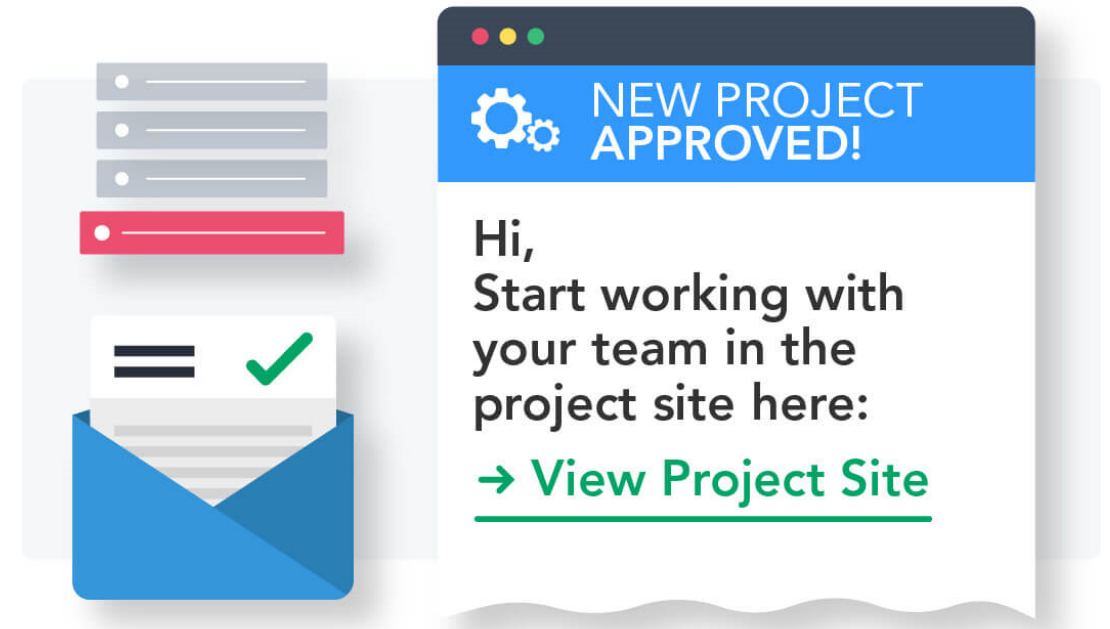 NEW PROJECT
APPROVED!
Hi,
Start working with
your team in the
project site here:
→ View Project Site